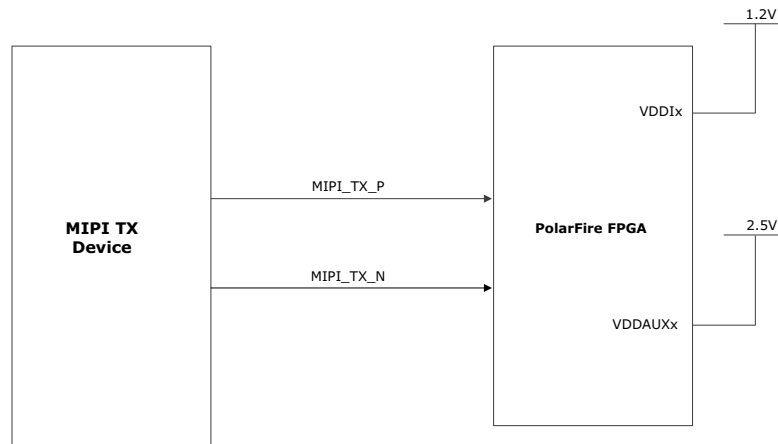 1.2V
VDDIx
MIPI_TX_P
MIPI TX
Device
PolarFire FPGA
2.5V
MIPI_TX_N
VDDAUXx